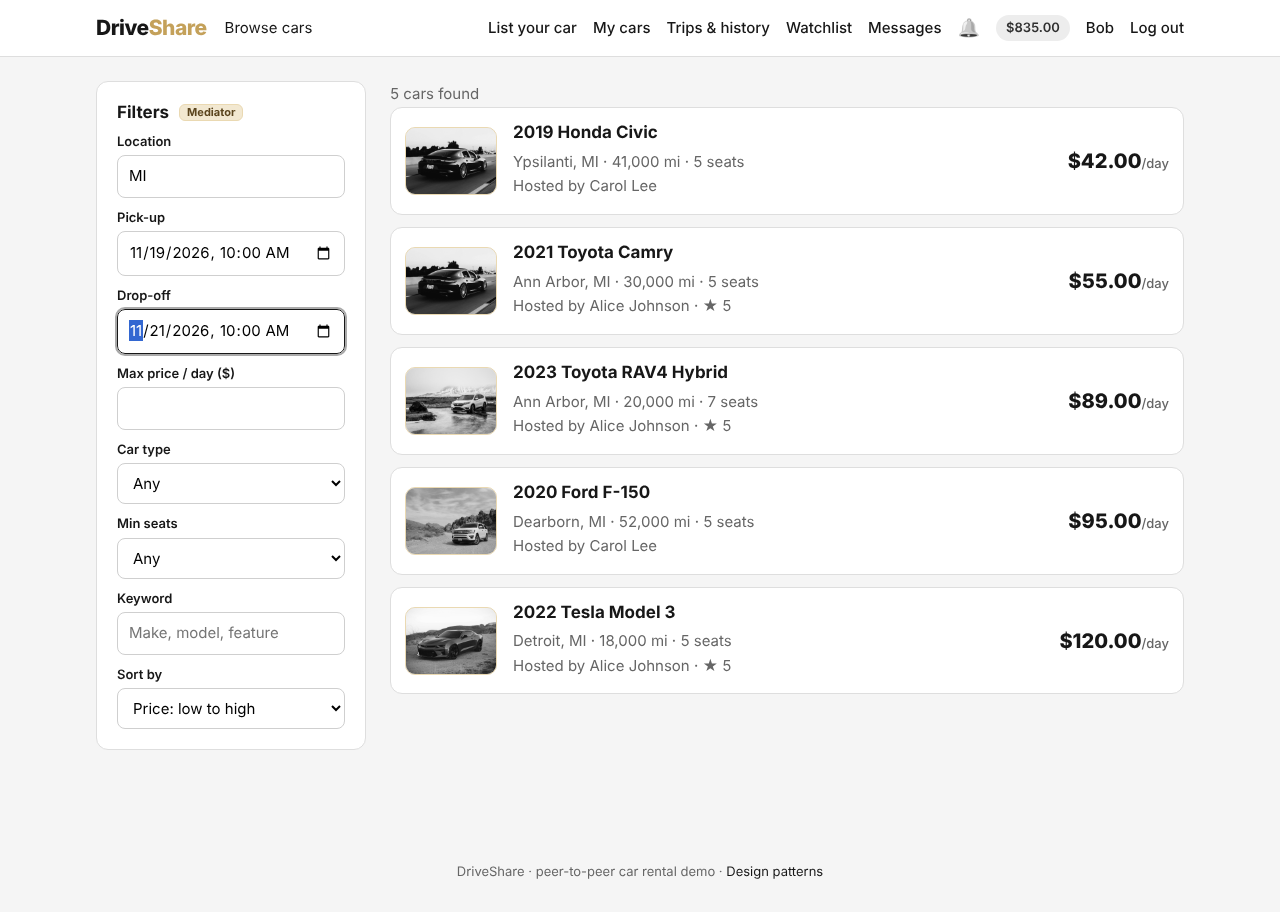 DriveShare Browse cars List your car My cars Trips & history Watchlist Messages $835.00 Bob Log out
Filters Mediator
Location
MI
Pick-up
11/19/2026, 10:00 AM
Drop-off
11/21/2026, 10:00 AM
Max price / day ($)
Car type
Any
Min seats
Any
Keyword
Make, model, feature
Sort by
Price: low to high
5 cars found
2019 Honda Civic
Ypsilanti, MI · 41,000 mi · 5 seats
Hosted by Carol Lee
$42.00/day
2021 Toyota Camry
Ann Arbor, MI · 30,000 mi · 5 seats
Hosted by Alice Johnson · ★ 5
$55.00/day
2023 Toyota RAV4 Hybrid
Ann Arbor, MI · 20,000 mi · 7 seats
Hosted by Alice Johnson · ★ 5
$89.00/day
2020 Ford F-150
Dearborn, MI · 52,000 mi · 5 seats
Hosted by Carol Lee
$95.00/day
2022 Tesla Model 3
Detroit, MI · 18,000 mi · 5 seats
Hosted by Alice Johnson · ★ 5
$120.00/day
DriveShare · peer-to-peer car rental demo · Design patterns